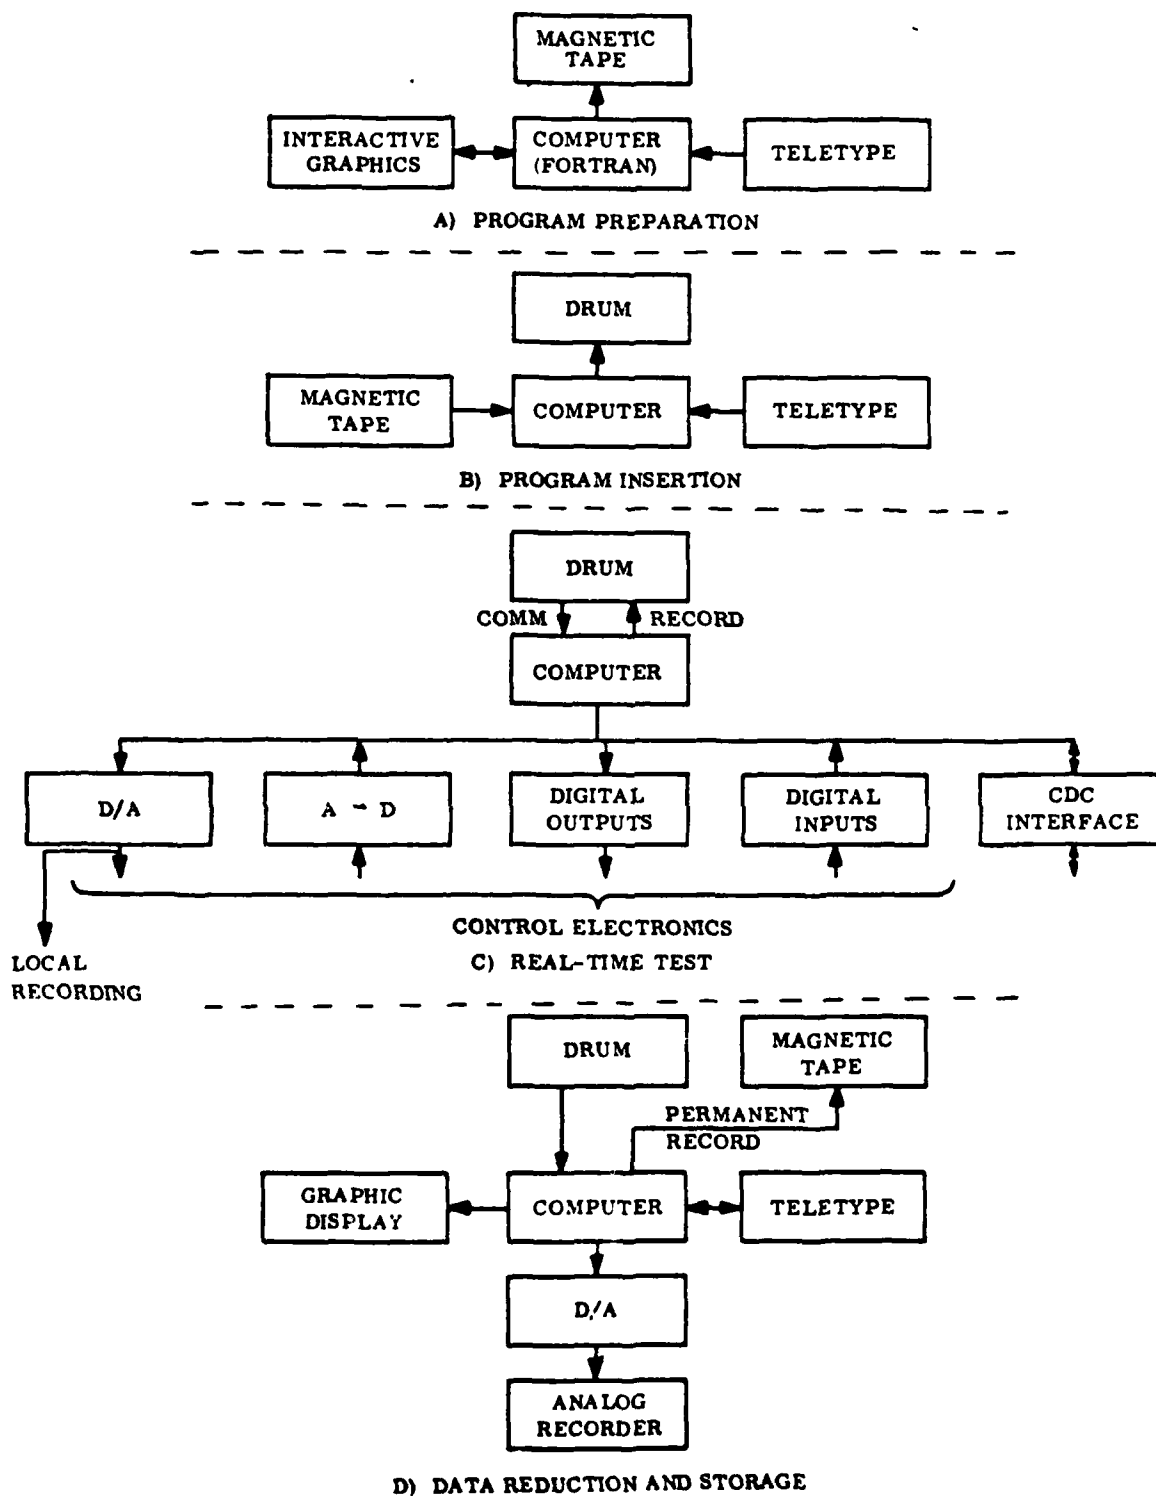 MAGNETIC
TAPE
INTERACTIVE
GRAPHICS
COMPUTER
(FORTRAN)
TELETYPE
A) PROGRAM PREPARATION
DRUM
MAGNETIC
TAPE
COMPUTER
TELETYPE
B) PROGRAM INSERTION
DRUM
COMM
RECORD
COMPUTER
D/A
A - D
DIGITAL
OUTPUTS
DIGITAL
INPUTS
CDC
INTERFACE
CONTROL ELECTRONICS
LOCAL
RECORDING
C) REAL-TIME TEST
DRUM
MAGNETIC
TAPE
PERMANENT
RECORD
GRAPHIC
DISPLAY
COMPUTER
TELETYPE
D/A
ANALOG
RECORDER
D) DATA REDUCTION AND STORAGE